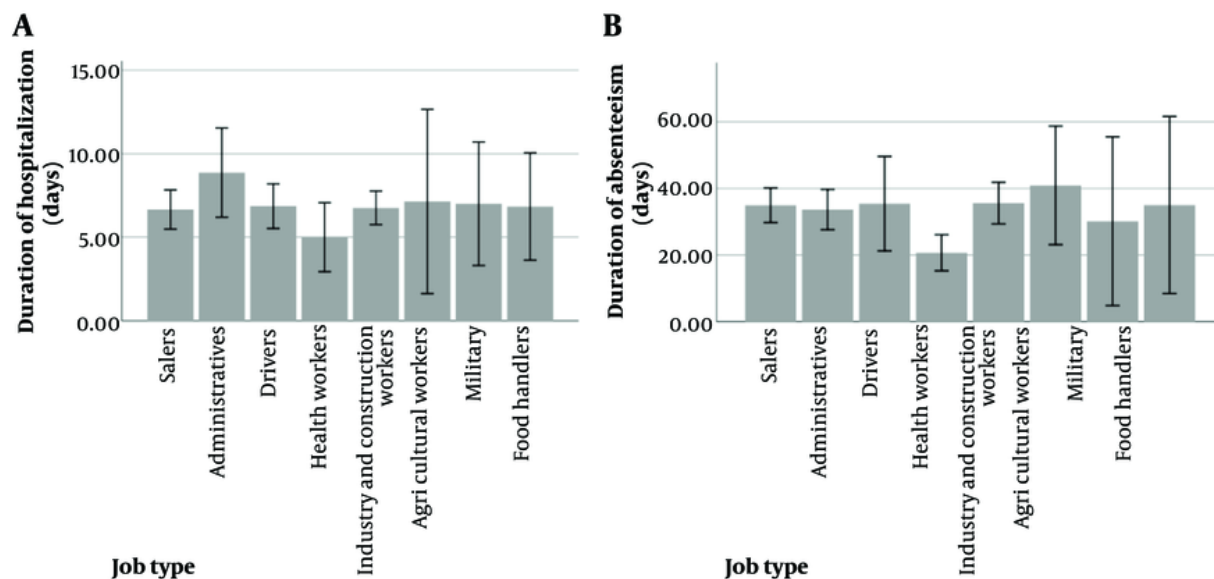 A
Duration of hospitalization
(days)
15.00
10.00
5.00
0.00
Salers
Administratives
Drivers
Health workers
Industry and construction
workers
Agri cultural workers
Military
Food handlers
Job type
B
Duration of absenteeism
(days)
60.00
40.00
20.00
0.00
Salers
Administratives
Drivers
Health workers
Industry and construction
workers
Agri cultural workers
Military
Food handlers
Job type